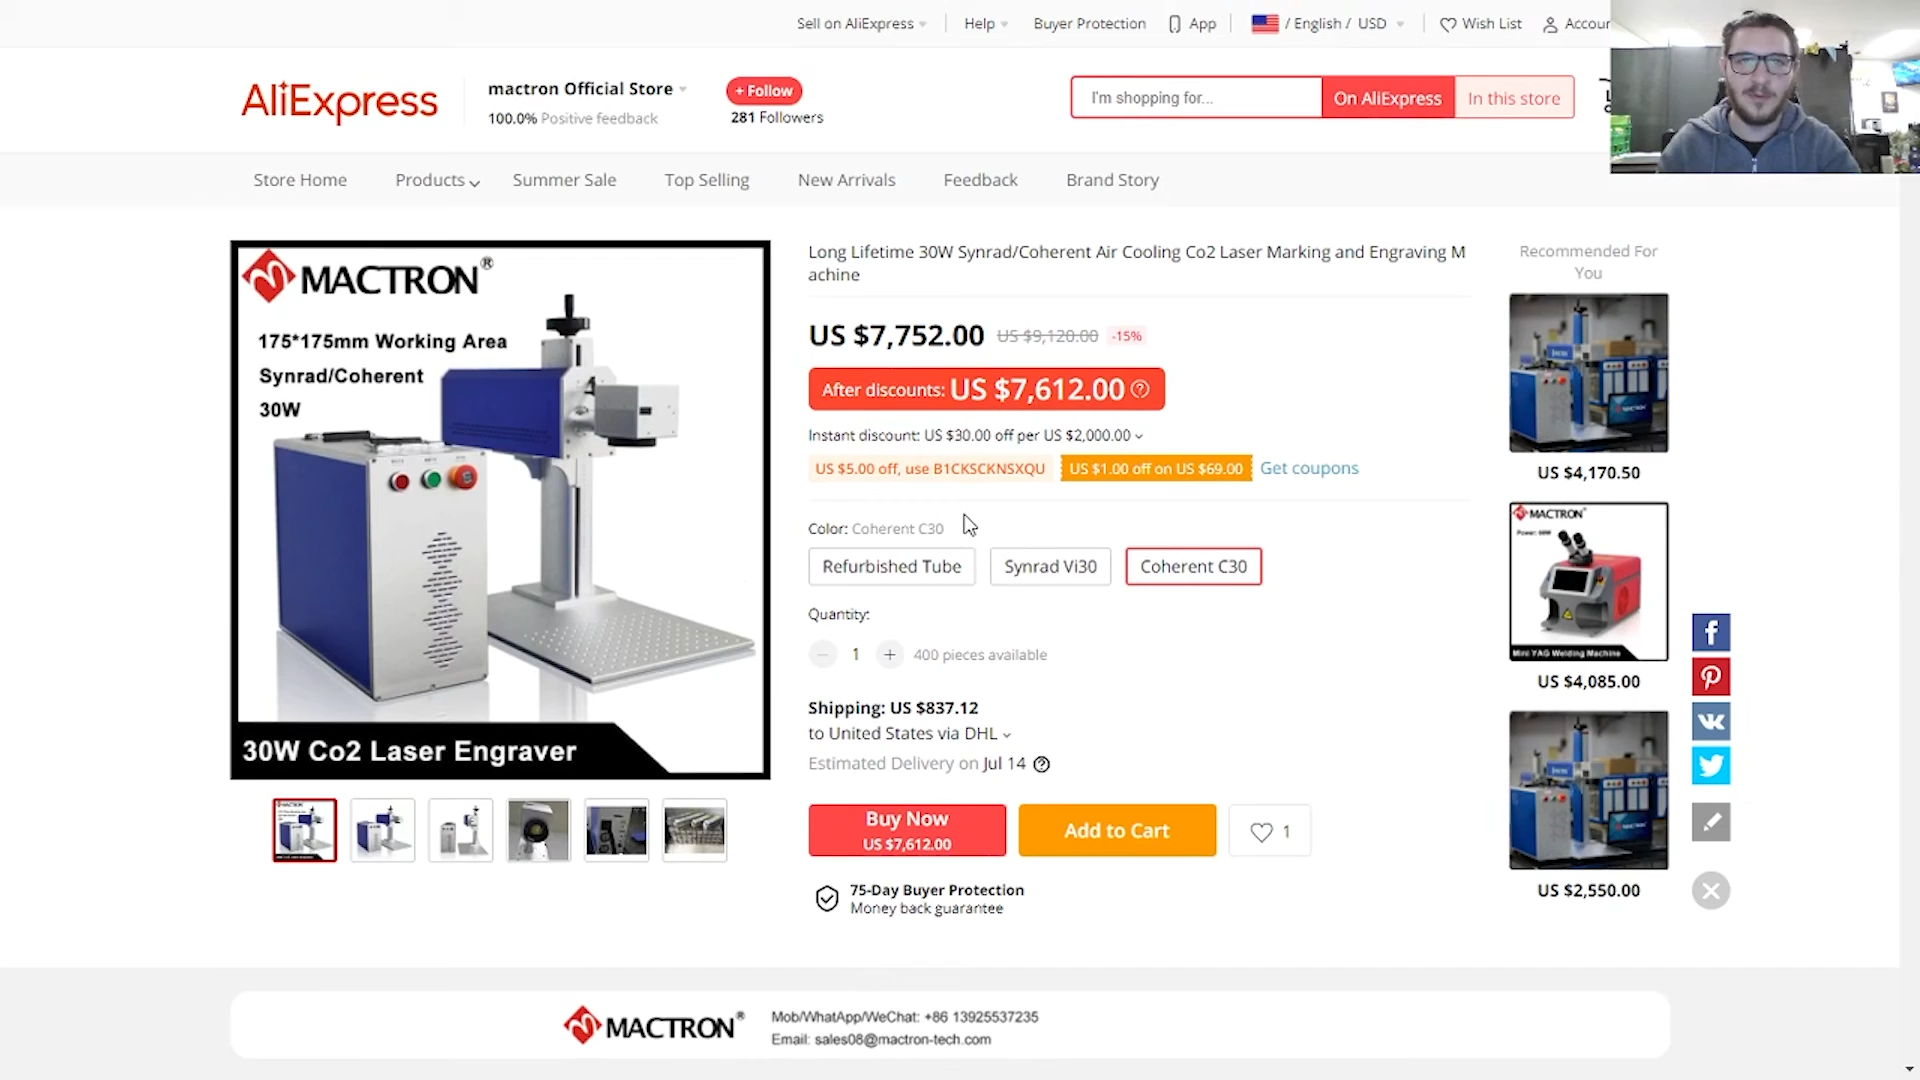 Sell on AliExpress
Help
Buyer Protection
App
/ English / USD
Wish List
Accoun
AliExpress
mactron Official Store
100.0% Positive feedback
+ Follow
281 Followers
I'm shopping for...
On AliExpress
In this store
Store Home
Products
Summer Sale
Top Selling
New Arrivals
Feedback
Brand Story
MACTRON®
175*175mm Working Area
Synrad/Coherent
30W
30W Co2 Laser Engraver
Long Lifetime 30W Synrad/Coherent Air Cooling Co2 Laser Marking and Engraving M
achine
US $7,752.00 US $9,120.00 -15%
After discounts: US $7,612.00
Instant discount: US $30.00 off per US $2,000.00
US $5.00 off, use B1CKSCKNSXQU
US $1.00 off on US $69.00
Get coupons
Color: Coherent C30
Refurbished Tube
Synrad Vi30
Coherent C30
Quantity:
1
400 pieces available
Shipping: US $837.12
to United States via DHL
Estimated Delivery on Jul 14
Buy Now
US $7,612.00
Add to Cart
1
75-Day Buyer Protection
Money back guarantee
Recommended For
You
US $4,170.50
MACTRON®
Power: 60W
Mini YAG Welding Machine
US $4,085.00
US $2,550.00
MACTRON®
Mob/WhatApp/WeChat: +86 13925537235
Email: sales08@mactron-tech.com